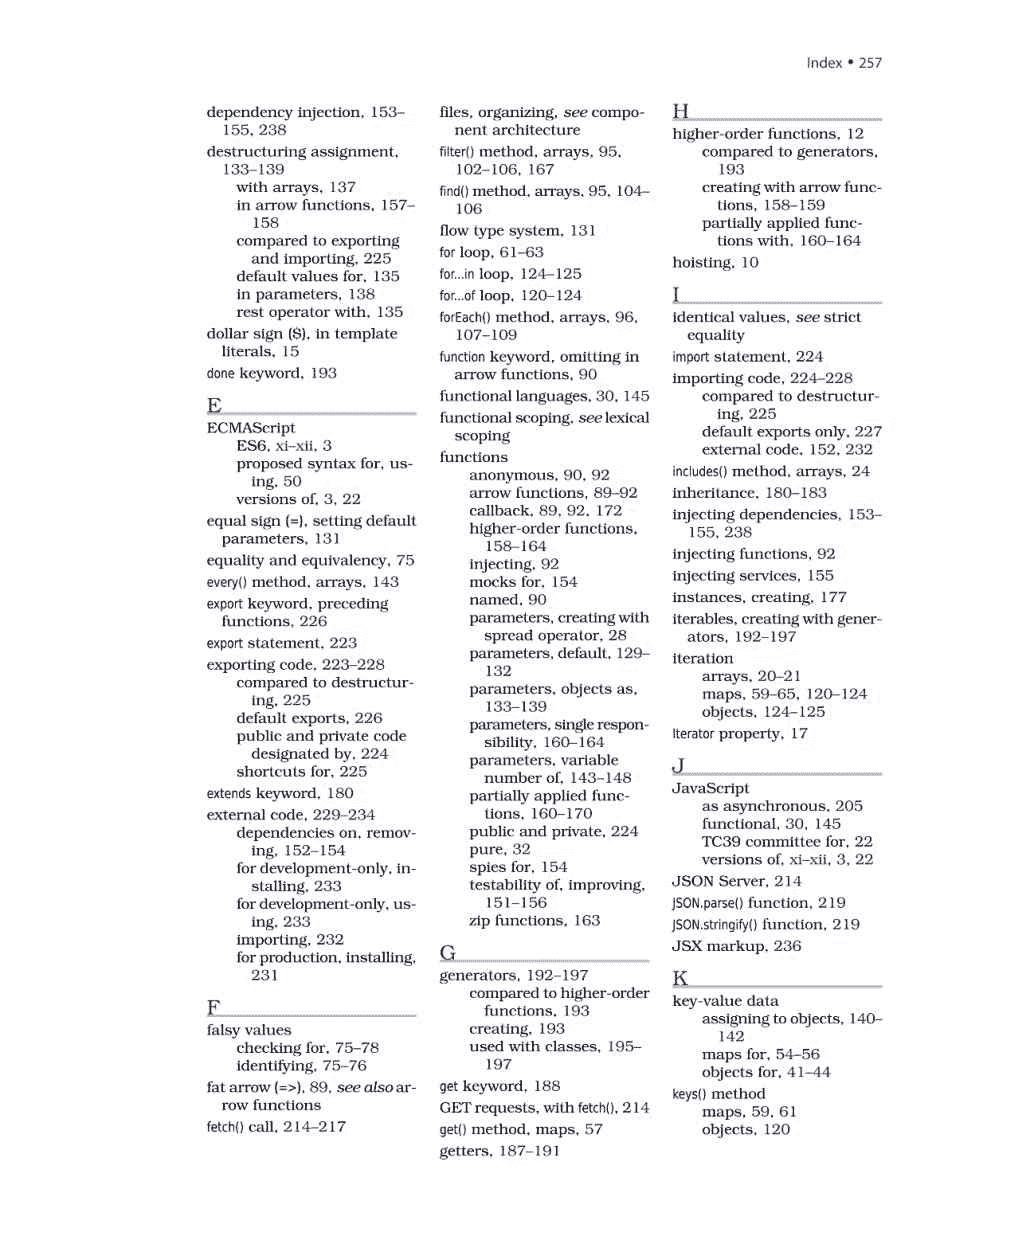 Index • 257
dependency injection, 153–
155, 238
destructuring assignment,
133–139
with arrays, 137
in arrow functions, 157–
158
compared to exporting
and importing, 225
default values for, 135
in parameters, 138
rest operator with, 135
dollar sign ($), in template
literals, 15
done keyword, 193
E
ECMAScript
ES6, xi–xii, 3
proposed syntax for, us-
ing, 50
versions of, 3, 22
equal sign (=), setting default
parameters, 131
equality and equivalency, 75
every() method, arrays, 143
export keyword, preceding
functions, 226
export statement, 223
exporting code, 223–228
compared to destructur-
ing, 225
default exports, 226
public and private code
designated by, 224
shortcuts for, 225
extends keyword, 180
external code, 229–234
dependencies on, remov-
ing, 152–154
for development-only, in-
stalling, 233
for development-only, us-
ing, 233
importing, 232
for production, installing,
231
F
falsy values
checking for, 75–78
identifying, 75–76
fat arrow (=>), 89, see also ar-
row functions
fetch() call, 214–217
files, organizing, see compo-
nent architecture
filter() method, arrays, 95,
102–106, 167
find() method, arrays, 95, 104–
106
flow type system, 131
for loop, 61–63
for...in loop, 124–125
for...of loop, 120–124
forEach() method, arrays, 96,
107–109
function keyword, omitting in
arrow functions, 90
functional languages, 30, 145
functional scoping, see lexical
scoping
functions
anonymous, 90, 92
arrow functions, 89–92
callback, 89, 92, 172
higher-order functions,
158–164
injecting, 92
mocks for, 154
named, 90
parameters, creating with
spread operator, 28
parameters, default, 129–
132
parameters, objects as,
133–139
parameters, single respon-
sibility, 160–164
parameters, variable
number of, 143–148
partially applied func-
tions, 160–170
public and private, 224
pure, 32
spies for, 154
testability of, improving,
151–156
zip functions, 163
G
generators, 192–197
compared to higher-order
functions, 193
creating, 193
used with classes, 195–
197
get keyword, 188
GET requests, with fetch(), 214
get() method, maps, 57
getters, 187–191
H
higher-order functions, 12
compared to generators,
193
creating with arrow func-
tions, 158–159
partially applied func-
tions with, 160–164
hoisting, 10
I
identical values, see strict
equality
import statement, 224
importing code, 224–228
compared to destructur-
ing, 225
default exports only, 227
external code, 152, 232
includes() method, arrays, 24
inheritance, 180–183
injecting dependencies, 153–
155, 238
injecting functions, 92
injecting services, 155
instances, creating, 177
iterables, creating with gener-
ators, 192–197
iteration
arrays, 20–21
maps, 59–65, 120–124
objects, 124–125
Iterator property, 17
J
JavaScript
as asynchronous, 205
functional, 30, 145
TC39 committee for, 22
versions of, xi–xii, 3, 22
JSON Server, 214
JSON.parse() function, 219
JSON.stringify() function, 219
JSX markup, 236
K
key-value data
assigning to objects, 140–
142
maps for, 54–56
objects for, 41–44
keys() method
maps, 59, 61
objects, 120